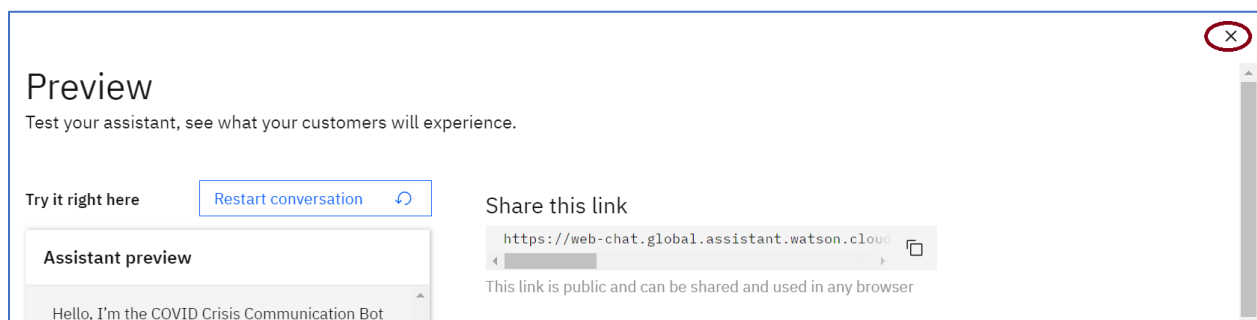 Preview
Test your assistant, see what your customers will experience.
Try it right here
Restart conversation
Share this link
https://web-chat.global.assistant.watson.cloud
This link is public and can be shared and used in any browser
Assistant preview
Hello, I'm the COVID Crisis Communication Bot